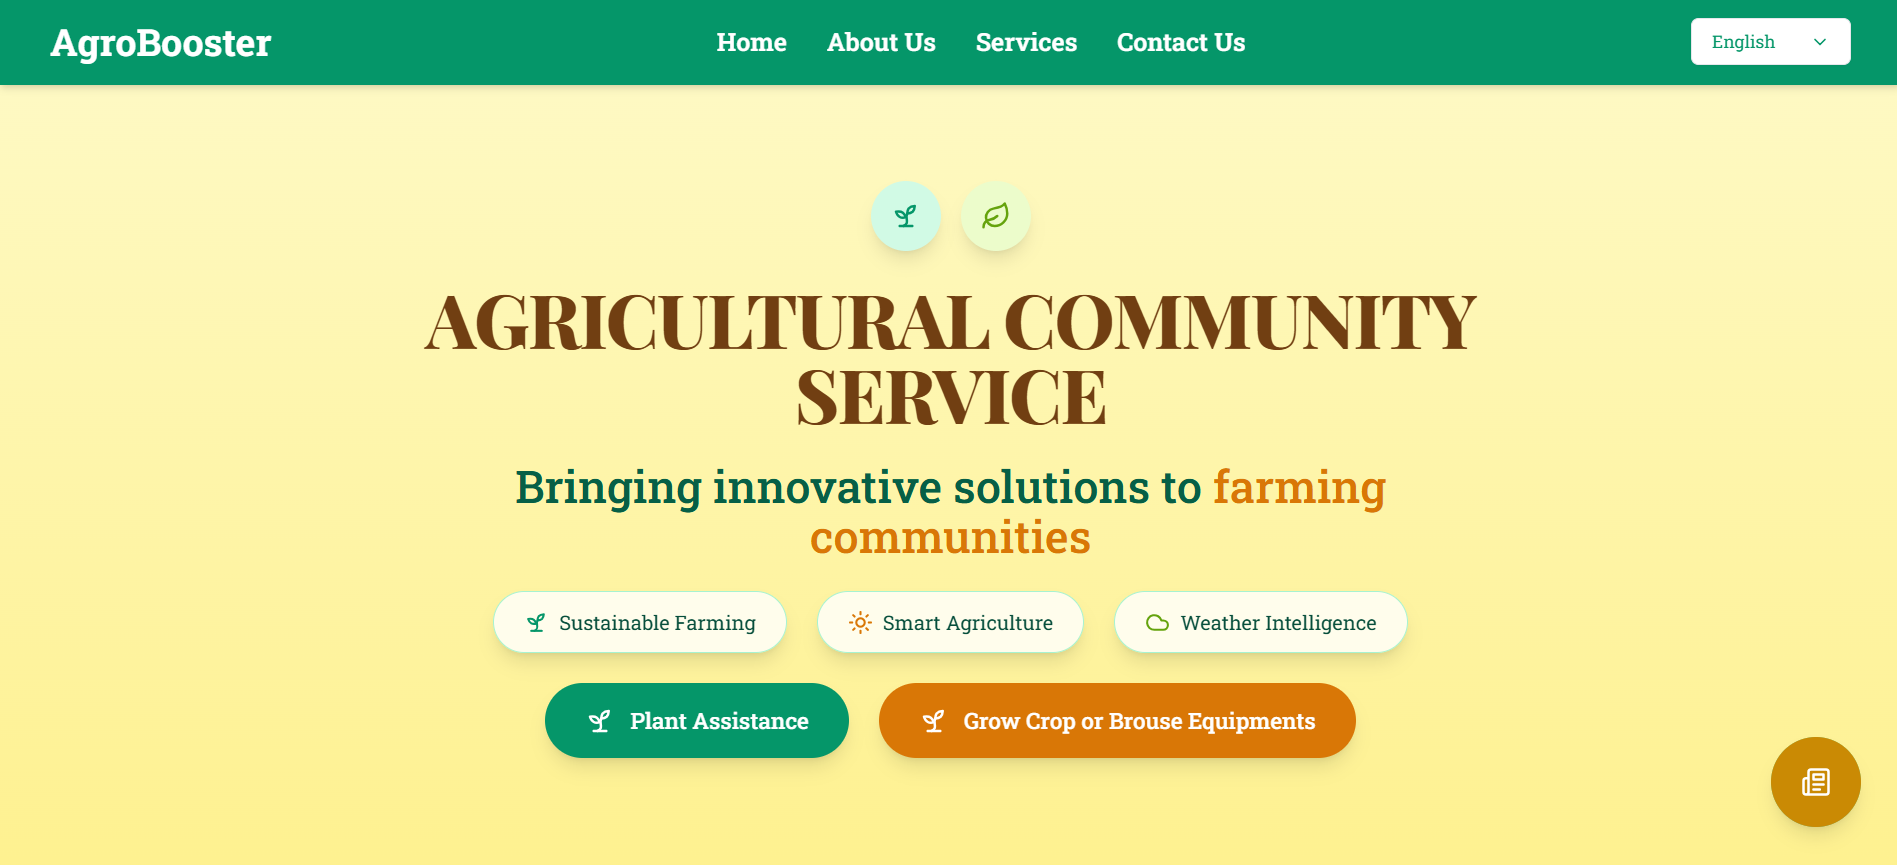 AgroBooster
Home
About Us
Services
Contact Us
English
AGRICULTURAL COMMUNITY
SERVICE
Bringing innovative solutions to farming
communities
Sustainable Farming
Smart Agriculture
Weather Intelligence
Plant Assistance
Grow Crop or Brouse Equipments